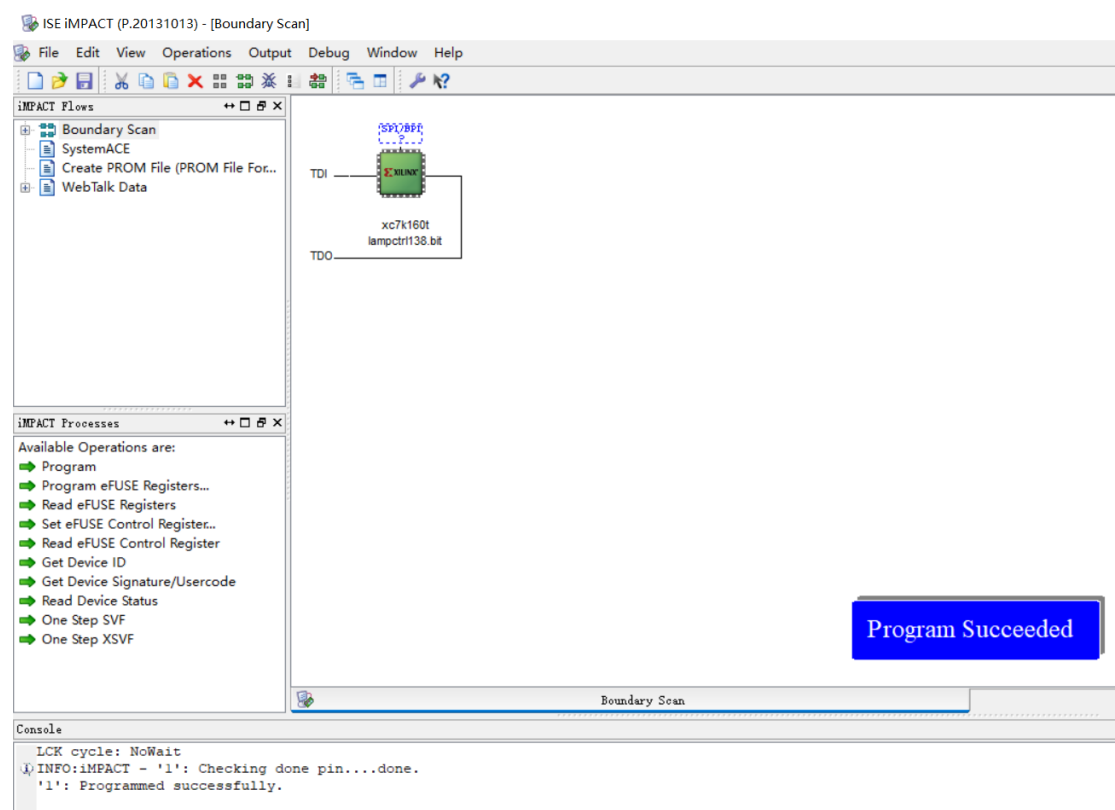 ISE iMPACT (P.20131013) - [Boundary Scan]
File Edit View Operations Output Debug Window Help
iMPACT Flows
Boundary Scan
SystemACE
Create PROM File (PROM File For...
WebTalk Data
SPI/BPI
?
TDI
XILINX
xc7k160t
lampctrl138.bit
TDO
iMPACT Processes
Available Operations are:
Program
Program eFUSE Registers...
Read eFUSE Registers
Set eFUSE Control Register...
Read eFUSE Control Register
Get Device ID
Get Device Signature/Usercode
Read Device Status
One Step SVF
One Step XSVF
Program Succeeded
Boundary Scan
Console
LCK cycle: NoWait
INFO:iMPACT - '1': Checking done pin....done.
'1': Programmed successfully.